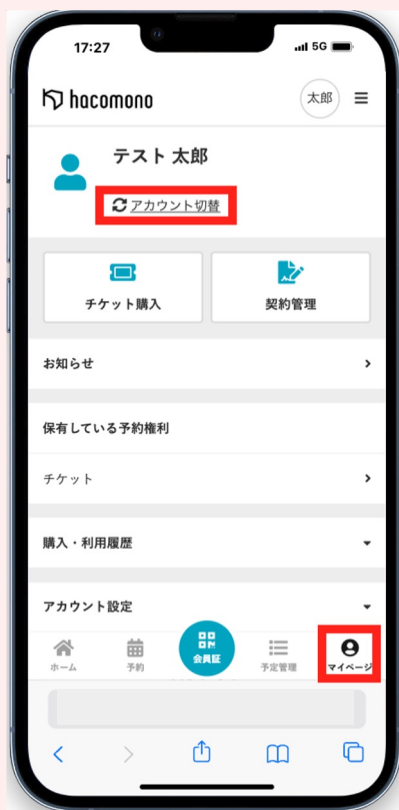 17:27
5G
hacomono
太郎
テスト 太郎
アカウント切替
チケット購入
契約管理
お知らせ
保有している予約権利
チケット
購入・利用履歴
アカウント設定
ホーム
予約
会員証
予定管理
マイページ